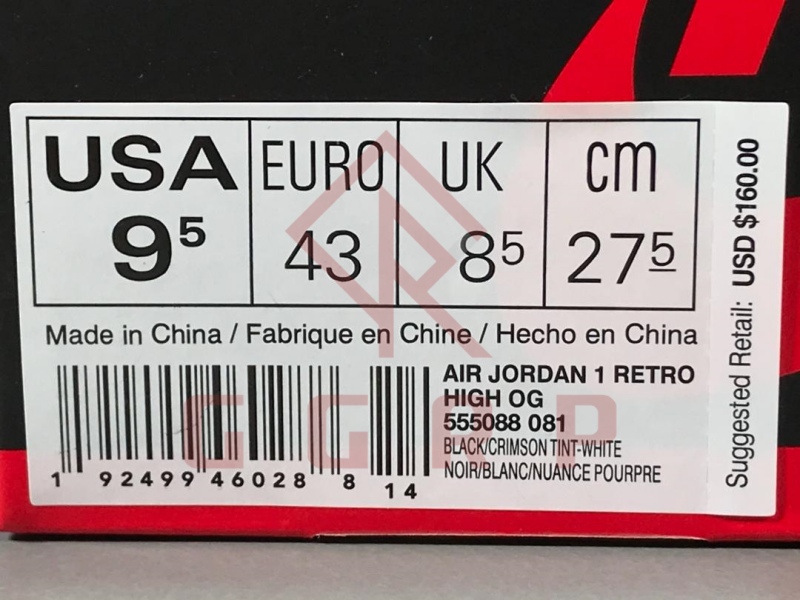 USA EURO UK cm
9⁵ 43 8⁵ 27⁵
Made in China / Fabrique en Chine / Hecho en China
AIR JORDAN 1 RETRO
HIGH OG
555088 081
BLACK/CRIMSON TINT-WHITE
NOIR/BLANC/NUANCE POURPRE
1 92499 46028 8 14
Suggested Retail: USD $160.00